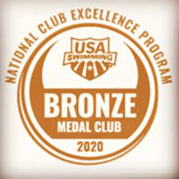 NATIONAL CLUB EXCELLENCE PROGRAM
USA
SWIMMING
BRONZE
MEDAL CLUB
2020